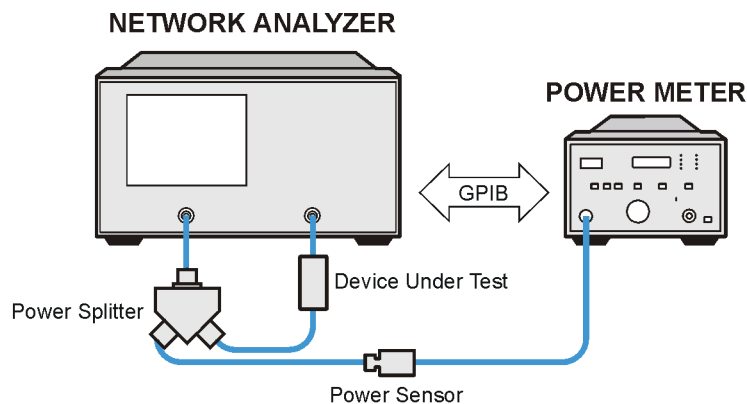 NETWORK ANALYZER
POWER METER
GPIB
Device Under Test
Power Splitter
Power Sensor